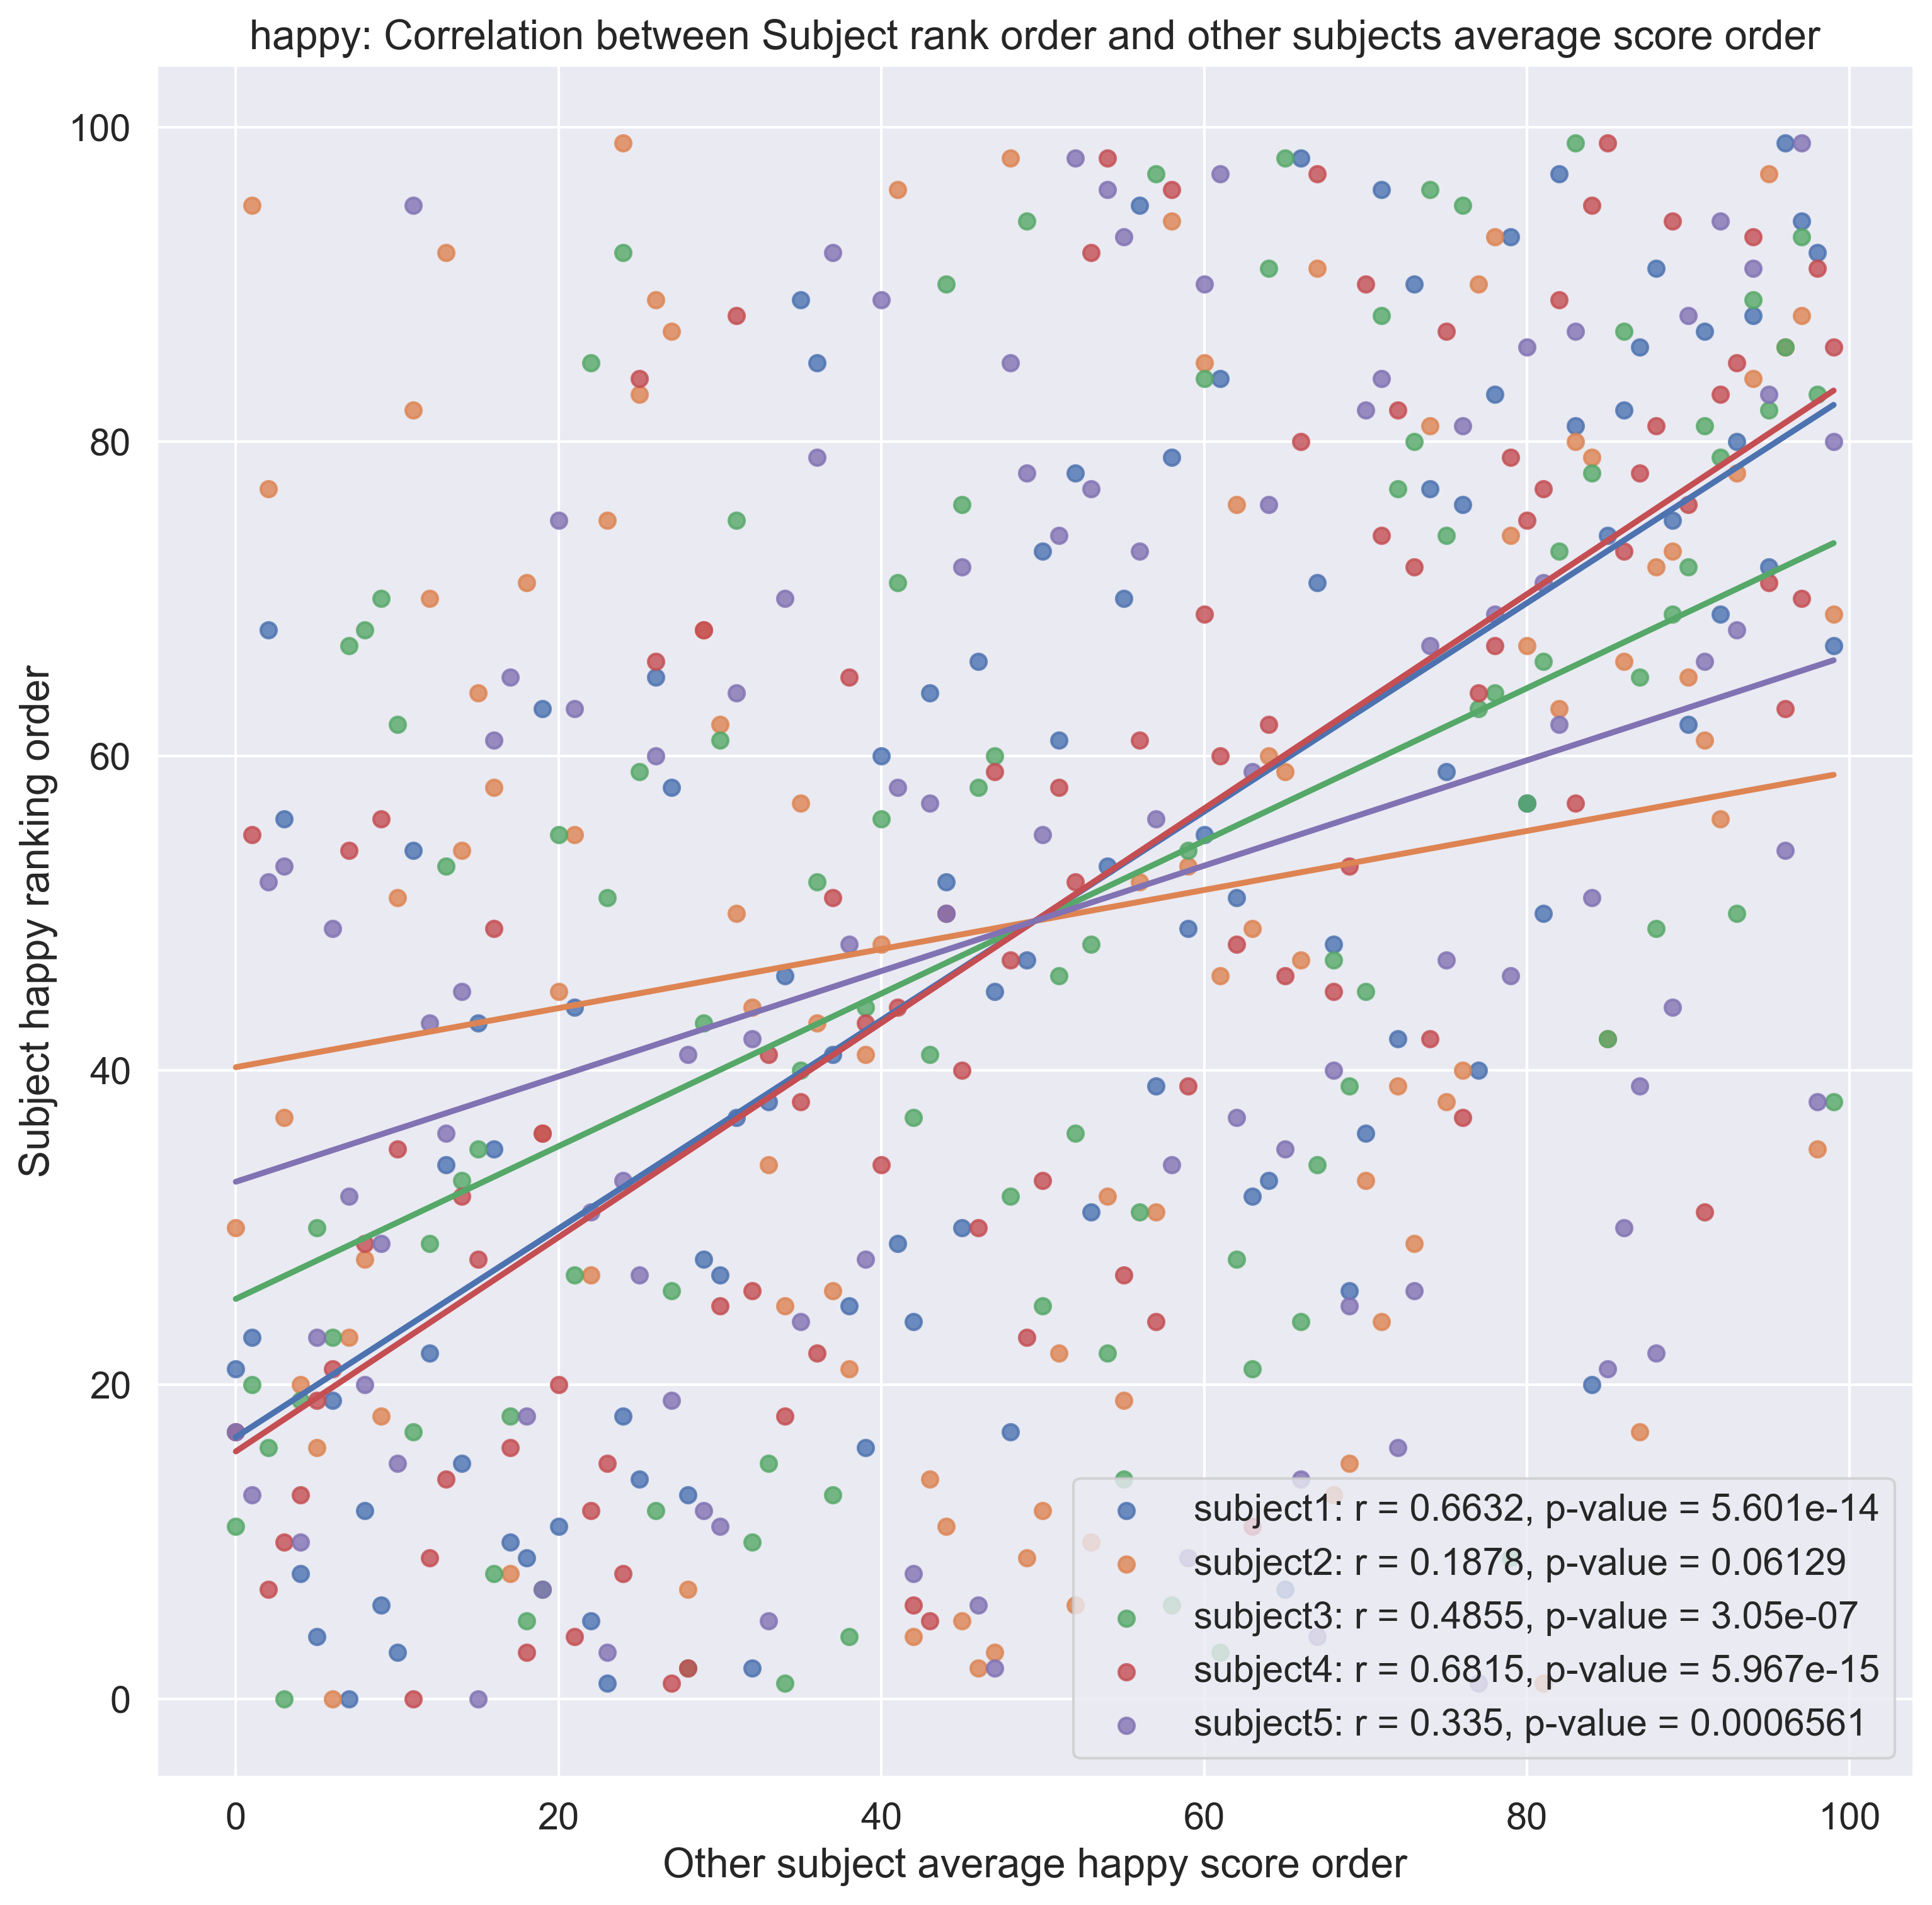 happy: Correlation between Subject rank order and other subjects average score order
Subject happy ranking order
100
80
60
40
20
0
subject1: r = 0.6632, p-value = 5.601e-14
subject2: r = 0.1878, p-value = 0.06129
subject3: r = 0.4855, p-value = 3.05e-07
subject4: r = 0.6815, p-value = 5.967e-15
subject5: r = 0.335, p-value = 0.0006561
0 20 40 60 80 100
Other subject average happy score order